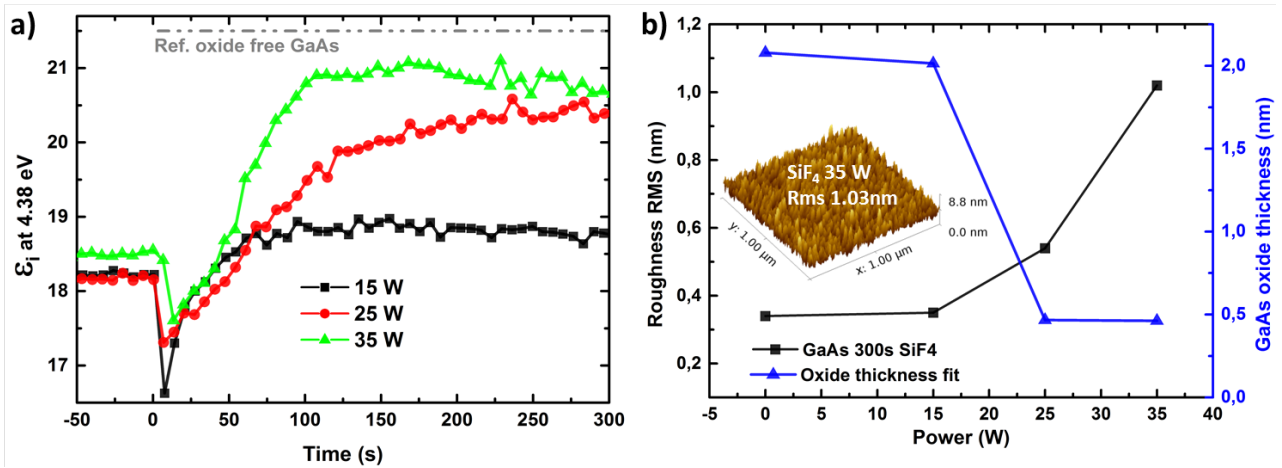 a)
Ref. oxide free GaAs
21
20
19
18
17
εi at 4.38 eV
15 W
25 W
35 W
-50
0
50
100
150
200
250
300
Time (s)
b)
1,2
1,0
0,8
0,6
0,4
0,2
Roughness RMS (nm)
SiF4 35 W
Rms 1.03nm
8.8 nm
0.0 nm
y: 1.00 µm
x: 1.00 µm
GaAs 300s SiF4
Oxide thickness fit
-5
0
5
10
15
20
25
30
35
40
Power (W)
2,0
1,5
1,0
0,5
0,0
GaAs oxide thickness (nm)